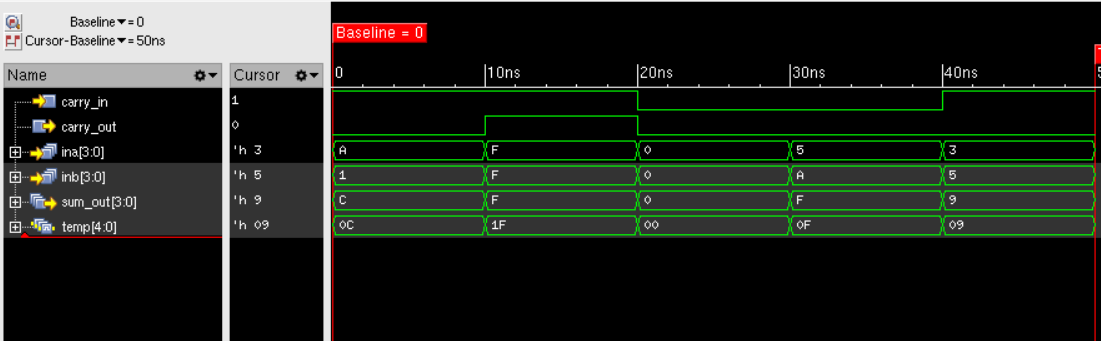 Baseline▼=0
Cursor-Baseline▼=50ns
Baseline = 0
Name Cursor 0 10ns 20ns 30ns 40ns
carry_in 1
carry_out 0
ina[3:0] 'h 3 A F 0 5 3
inb[3:0] 'h 5 1 F 0 A 5
sum_out[3:0] 'h 9 C F 0 F 9
temp[4:0] 'h 09 0C 1F 00 0F 09